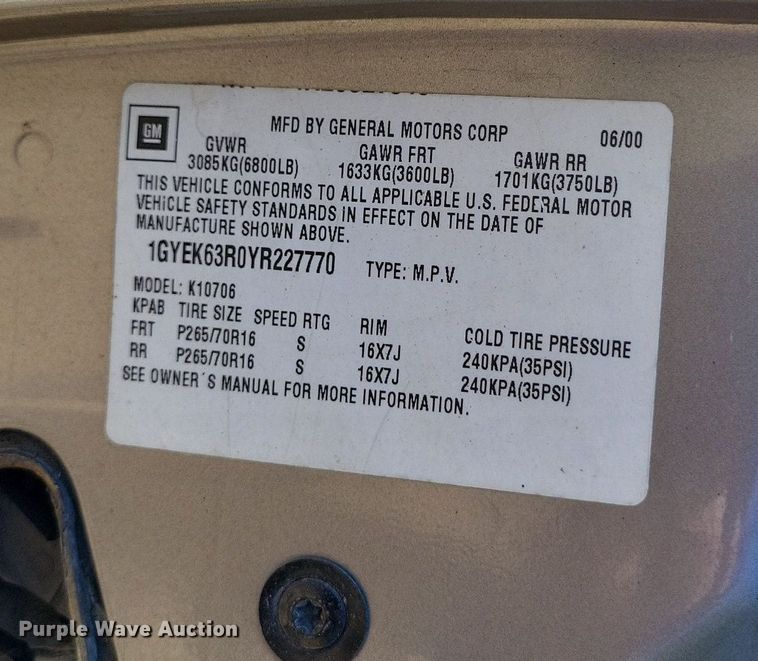 GM
MFD BY GENERAL MOTORS CORP 06/00
GVWR GAWR FRT GAWR RR
3085KG(6800LB) 1633KG(3600LB) 1701KG(3750LB)
THIS VEHICLE CONFORMS TO ALL APPLICABLE U.S. FEDERAL MOTOR
VEHICLE SAFETY STANDARDS IN EFFECT ON THE DATE OF
MANUFACTURE SHOWN ABOVE.
1GYEK63R0YR227770 TYPE: M.P.V.
MODEL: K10706
KPAB TIRE SIZE SPEED RTG RIM COLD TIRE PRESSURE
FRT P265/70R16 S 16X7J 240KPA(35PSI)
RR P265/70R16 S 16X7J 240KPA(35PSI)
SEE OWNER'S MANUAL FOR MORE INFORMATION.
Purple Wave Auction